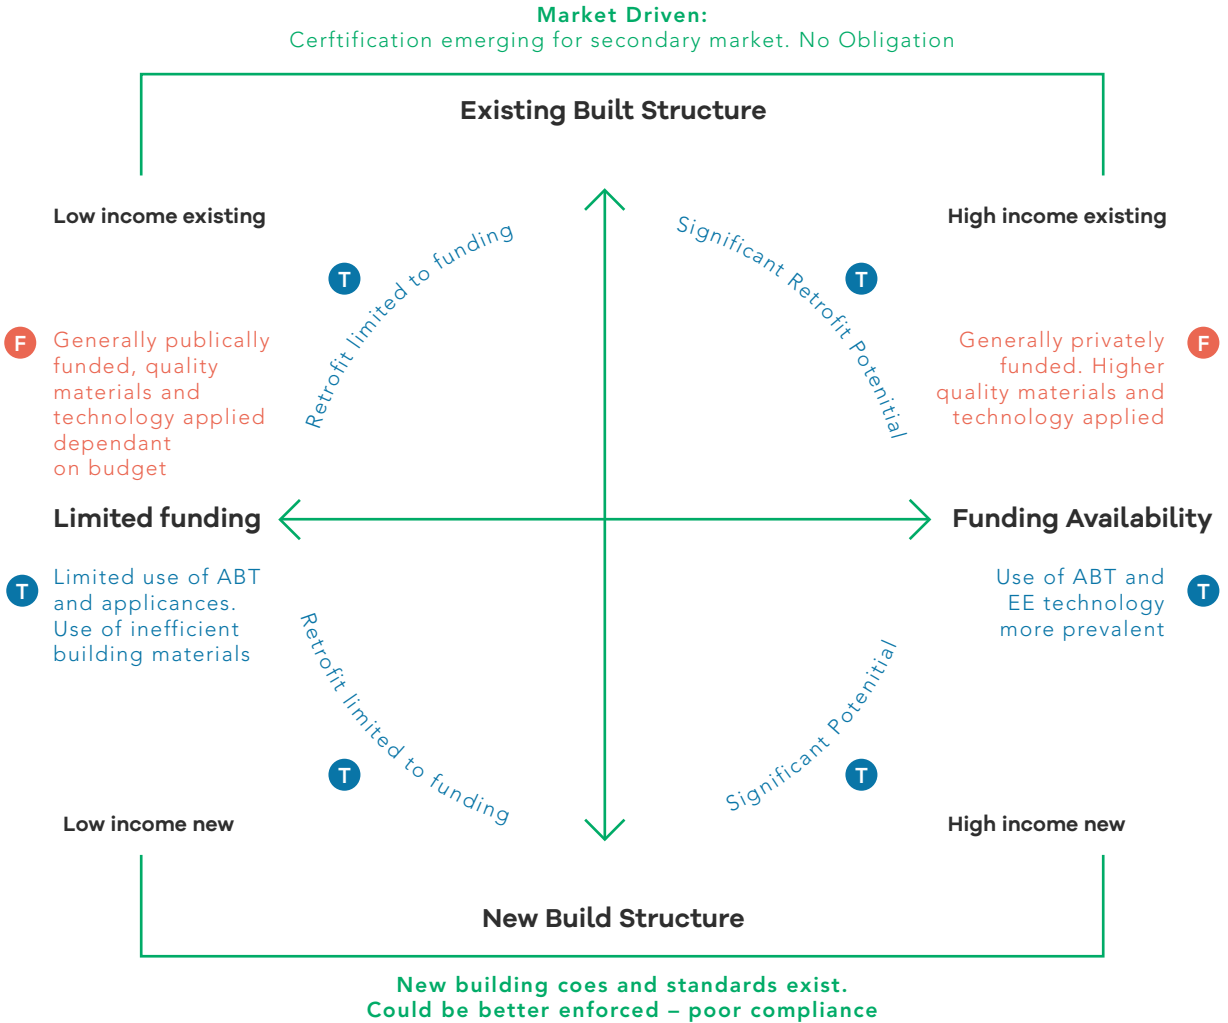 Market Driven:
Cerftification emerging for secondary market. No Obligation
Existing Built Structure
Low income existing
High income existing
Retrofit limited to funding
Significant Retrofit Potenitial
T
T
F
Generally publically
funded, quality
materials and
technology applied
dependant
on budget
Generally privately
funded. Higher
quality materials and
technology applied
F
Limited funding
Funding Availability
T
Limited use of ABT
and applicances.
Use of inefficient
building materials
Use of ABT and
EE technology
more prevalent
T
Retrofit limited to funding
Significant Potenitial
T
T
Low income new
High income new
New Build Structure
New building coes and standards exist.
Could be better enforced – poor compliance